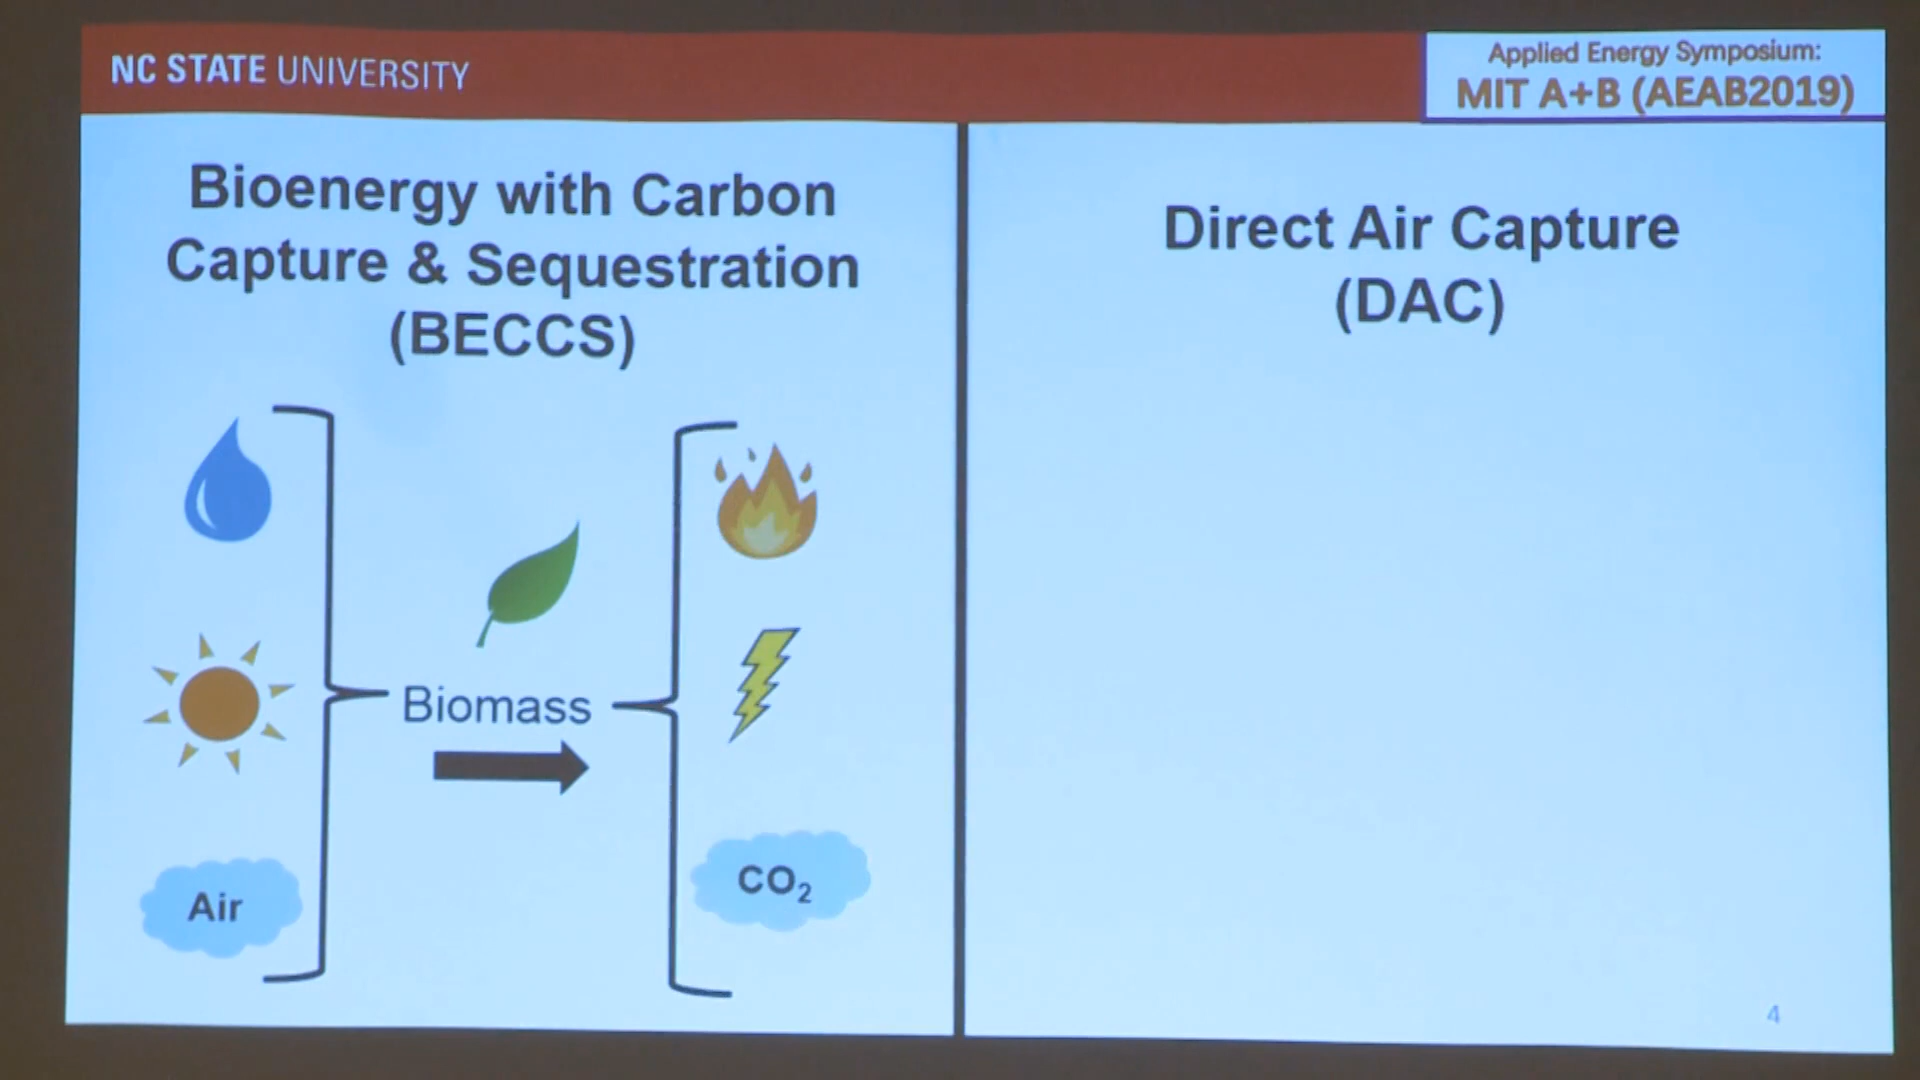 NC STATE UNIVERSITY
Applied Energy Symposium:
MIT A+B (AEAB2019)
Bioenergy with Carbon
Capture & Sequestration
(BECCS)
Biomass
Air
CO₂
Direct Air Capture
(DAC)
4